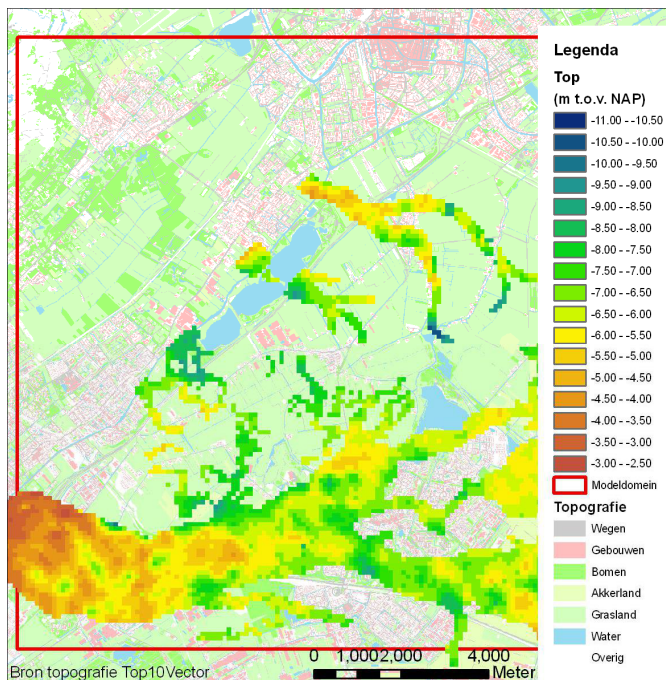 Legenda
Top
(m t.o.v. NAP)
-11.00 - -10.50
-10.50 - -10.00
-10.00 - -9.50
-9.50 - -9.00
-9.00 - -8.50
-8.50 - -8.00
-8.00 - -7.50
-7.50 - -7.00
-7.00 - -6.50
-6.50 - -6.00
-6.00 - -5.50
-5.50 - -5.00
-5.00 - -4.50
-4.50 - -4.00
-4.00 - -3.50
-3.50 - -3.00
-3.00 - -2.50
Modeldomein
Topografie
Wegen
Gebouwen
Bomen
Akkerland
Grasland
Water
Overig
0 1,000 2,000 4,000
Meter
Bron topografie Top10Vector